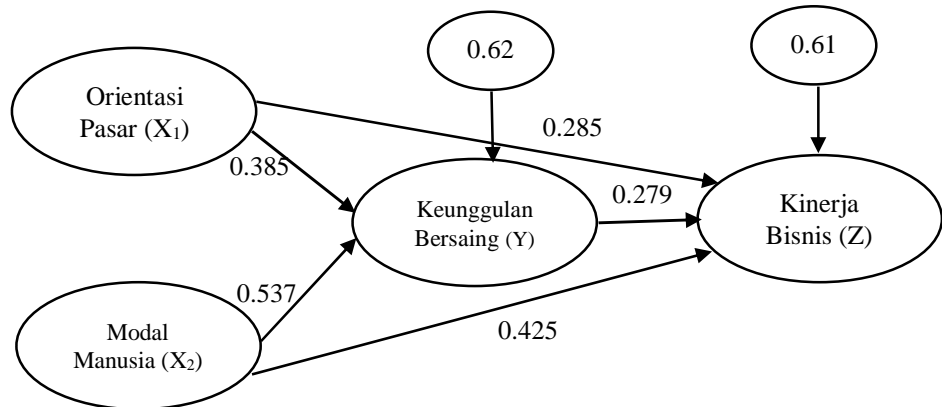 0.62
0.61
Orientasi
Pasar (X₁)
0.285
0.385
0.279
Keunggulan
Bersaing (Y)
Kinerja
Bisnis (Z)
0.537
0.425
Modal
Manusia (X₂)